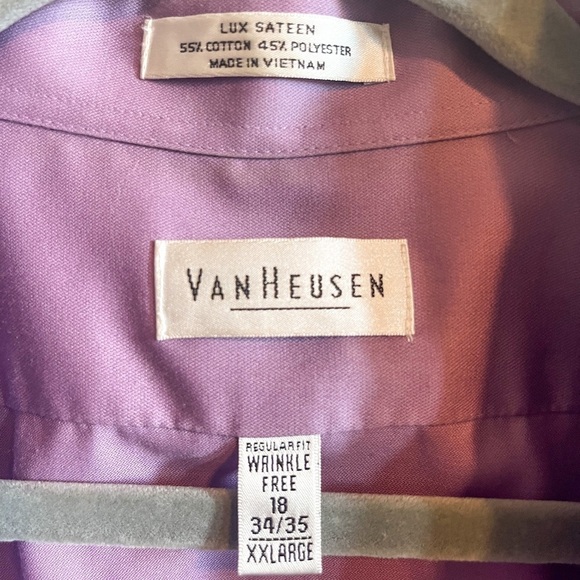 LUX SATEEN
55% COTTON 45% POLYESTER
MADE IN VIETNAM
VANHEUSEN
REGULAR FIT
WRINKLE
FREE
18
34/35
XXLARGE